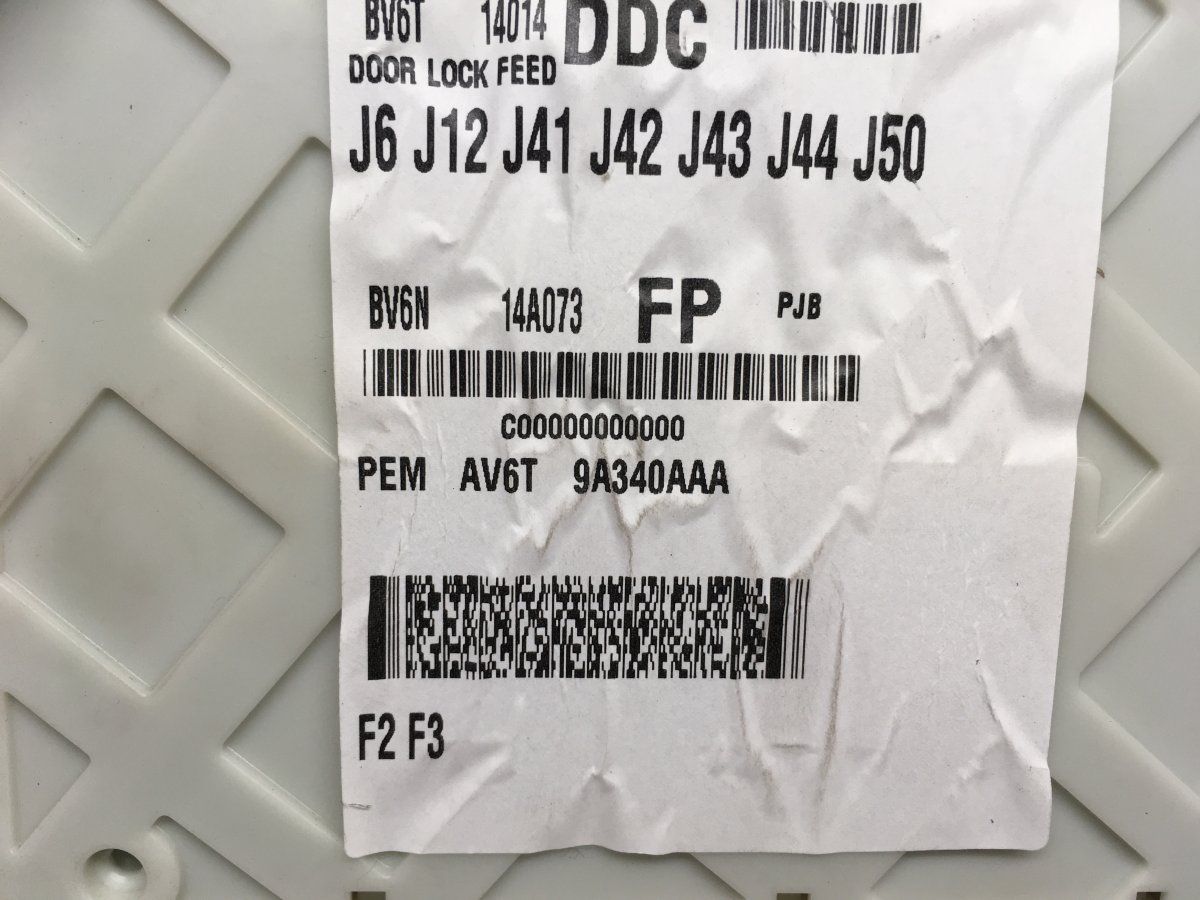 BV6T 14014 DDC
DOOR LOCK FEED
J6 J12 J41 J42 J43 J44 J50
BV6N 14A073 FP PJB
C00000000000
PEM AV6T 9A340AAA
F2 F3